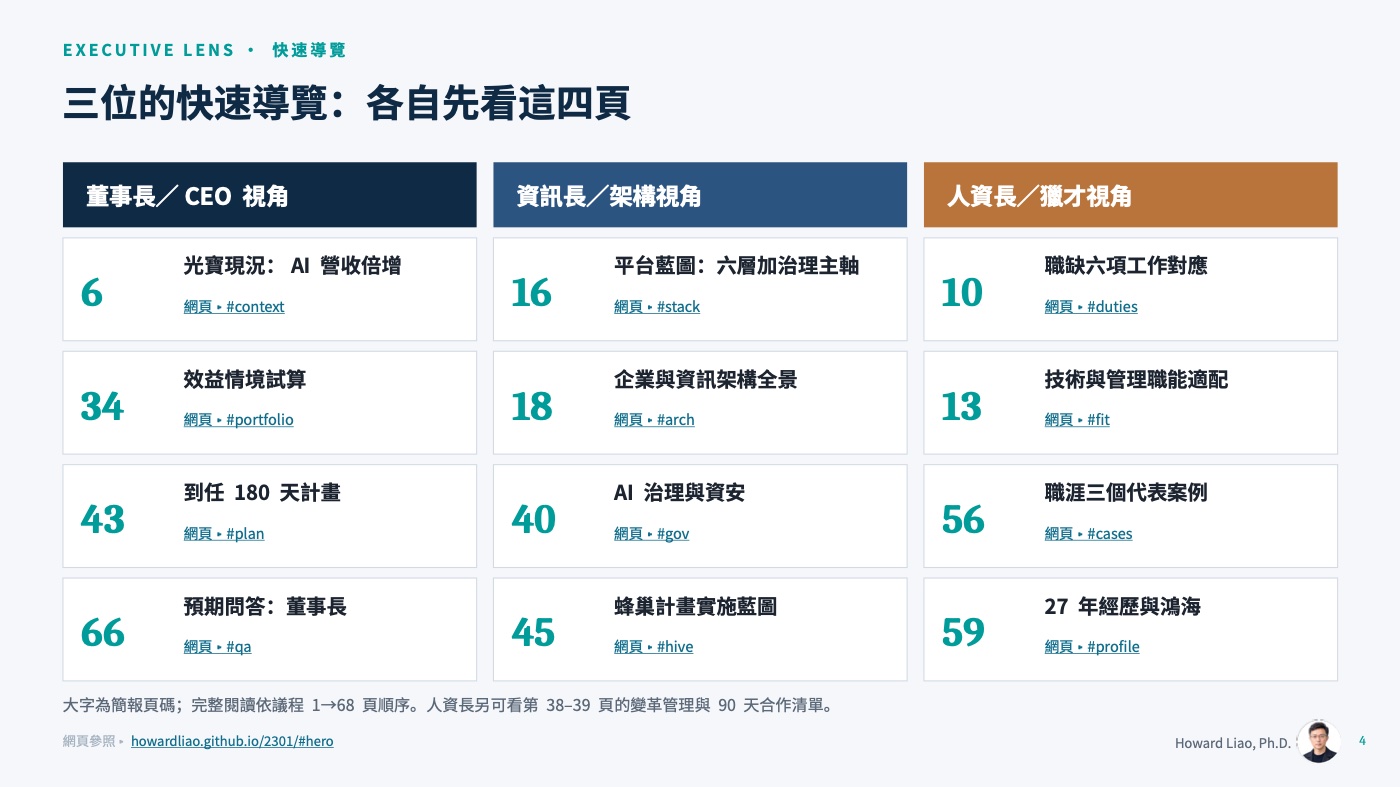 EXECUTIVE LENS • 快速導覽
三位的快速導覽：各自先看這四頁
董事長／CEO 視角
6
光寶現況： AI 營收倍增
網頁 ▸ #context
34
效益情境試算
網頁 ▸ #portfolio
43
到任 180 天計畫
網頁 ▸ #plan
66
預期問答：董事長
網頁 ▸ #qa
資訊長／架構視角
16
平台藍圖：六層加治理主軸
網頁 ▸ #stack
18
企業與資訊架構全景
網頁 ▸ #arch
40
AI 治理與資安
網頁 ▸ #gov
45
蜂巢計畫實施藍圖
網頁 ▸ #hive
人資長／獵才視角
10
職缺六項工作對應
網頁 ▸ #duties
13
技術與管理職能適配
網頁 ▸ #fit
56
職涯三個代表案例
網頁 ▸ #cases
59
27 年經歷與鴻海
網頁 ▸ #profile
大字為簡報頁碼；完整閱讀依議程 1→68 頁順序。人資長另可看第 38–39 頁的變革管理與 90 天合作清單。
網頁參照 ▸ howardliao.github.io/2301/#hero
Howard Liao, Ph.D.
4